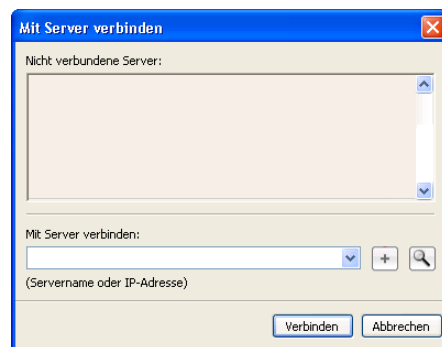 Mit Server verbinden
Nicht verbundene Server:
Mit Server verbinden:
(Servername oder IP-Adresse)
Verbinden Abbrechen